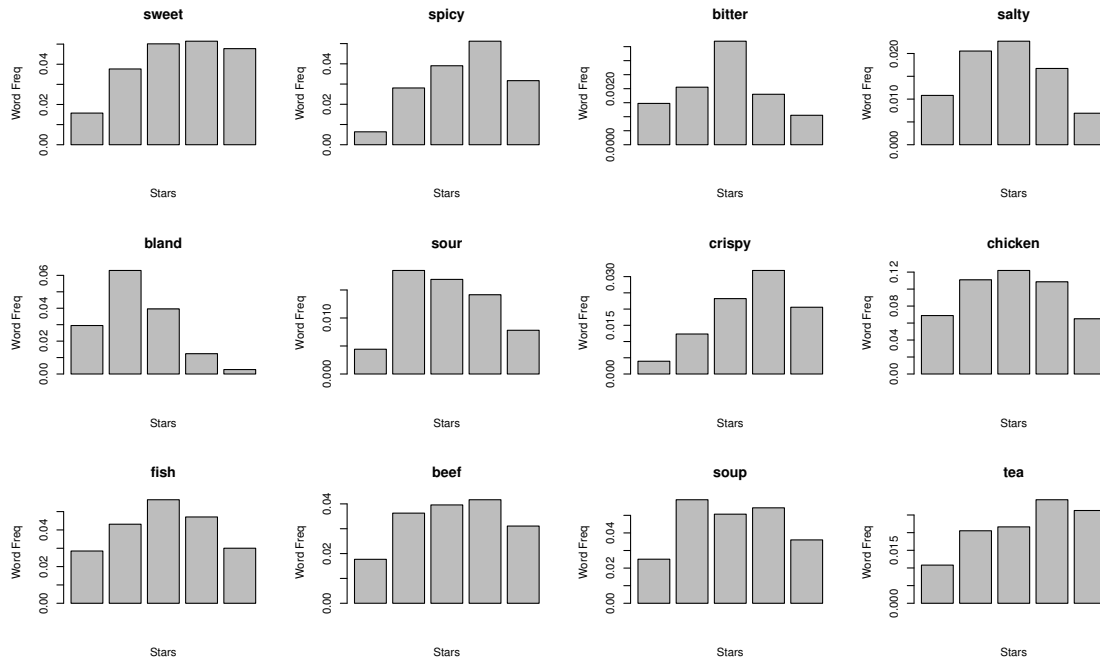 sweet
Word Freq
0.00 0.02 0.04
Stars
spicy
Word Freq
0.00 0.02 0.04
Stars
bitter
Word Freq
0.0000 0.0020
Stars
salty
Word Freq
0.000 0.010 0.020
Stars
bland
Word Freq
0.00 0.02 0.04 0.06
Stars
sour
Word Freq
0.000 0.010
Stars
crispy
Word Freq
0.000 0.015 0.030
Stars
chicken
Word Freq
0.00 0.04 0.08 0.12
Stars
fish
Word Freq
0.00 0.02 0.04
Stars
beef
Word Freq
0.00 0.02 0.04
Stars
soup
Word Freq
0.00 0.02 0.04
Stars
tea
Word Freq
0.000 0.015
Stars